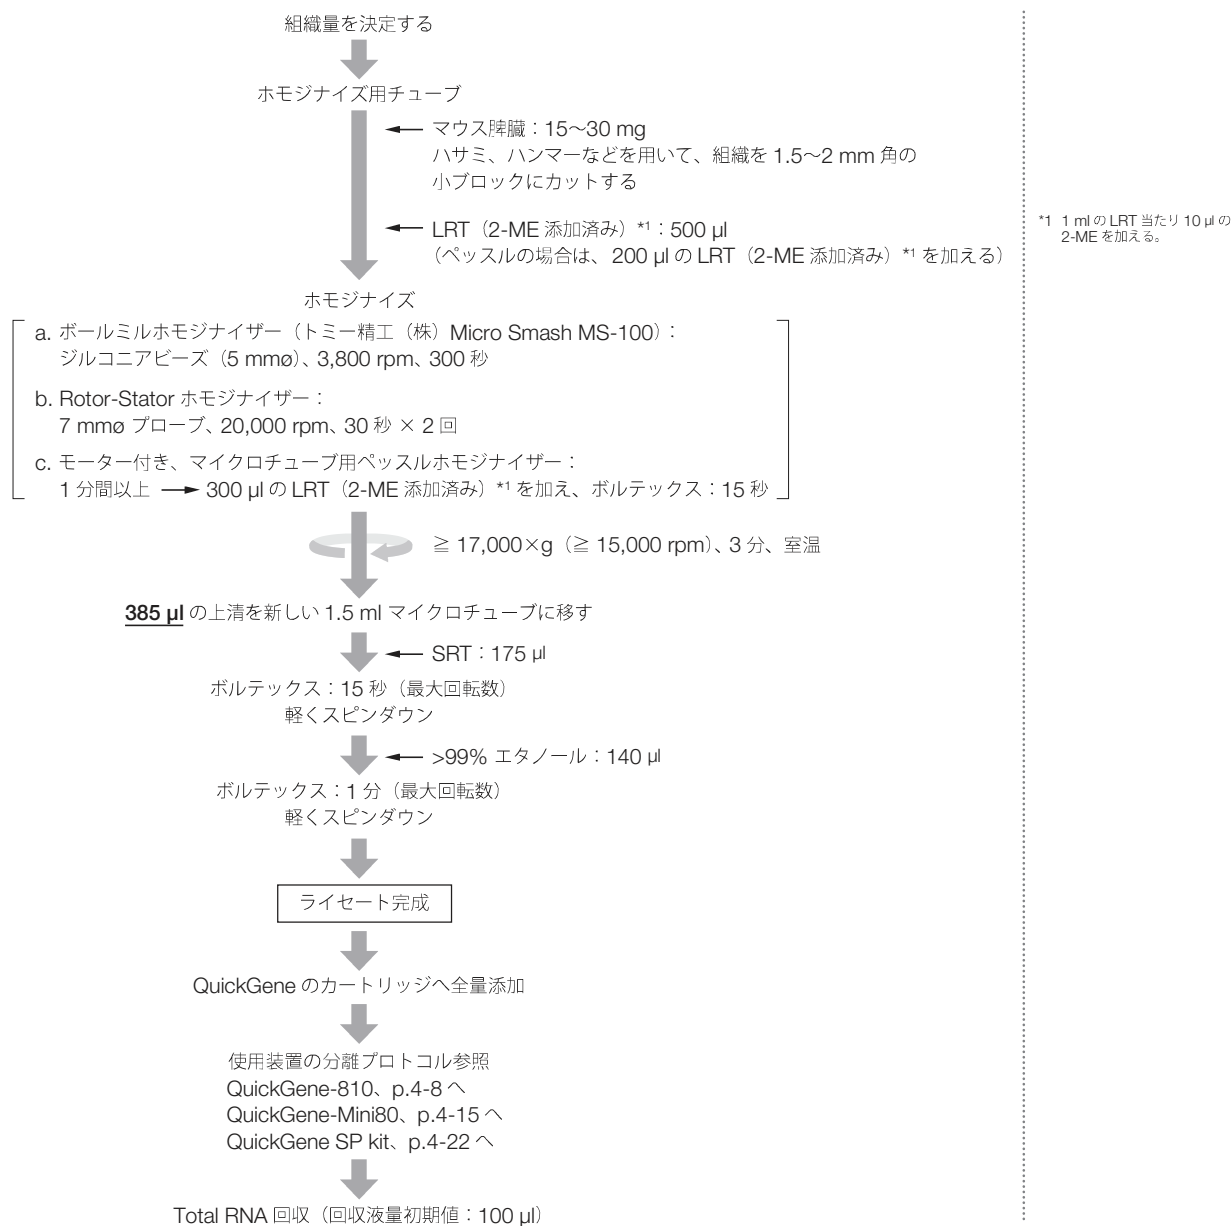 組織量を決定する
ホモジナイズ用チューブ
マウス脾臓：15～30 mg
ハサミ、ハンマーなどを用いて、組織を 1.5～2 mm 角の
小ブロックにカットする
LRT（2-ME 添加済み）*1：500 µl
（ペッスルの場合は、200 µl の LRT（2-ME 添加済み）*1 を加える）
*1 1 ml の LRT 当たり 10 µl の
2-ME を加える。
ホモジナイズ
a. ボールミルホモジナイザー（トミー精工（株）Micro Smash MS-100）：
ジルコニアビーズ（5 mmø）、3,800 rpm、300 秒
b. Rotor-Stator ホモジナイザー：
7 mmø プローブ、20,000 rpm、30 秒 × 2 回
c. モーター付き、マイクロチューブ用ペッスルホモジナイザー：
1 分間以上 → 300 µl の LRT（2-ME 添加済み）*1 を加え、ボルテックス：15 秒
≧ 17,000×g（≧ 15,000 rpm）、3 分、室温
385 µl の上清を新しい 1.5 ml マイクロチューブに移す
SRT：175 µl
ボルテックス：15 秒（最大回転数）
軽くスピンダウン
>99% エタノール：140 µl
ボルテックス：1 分（最大回転数）
軽くスピンダウン
ライセート完成
QuickGene のカートリッジへ全量添加
使用装置の分離プロトコル参照
QuickGene-810、p.4-8 へ
QuickGene-Mini80、p.4-15 へ
QuickGene SP kit、p.4-22 へ
Total RNA 回収（回収液量初期値：100 µl）